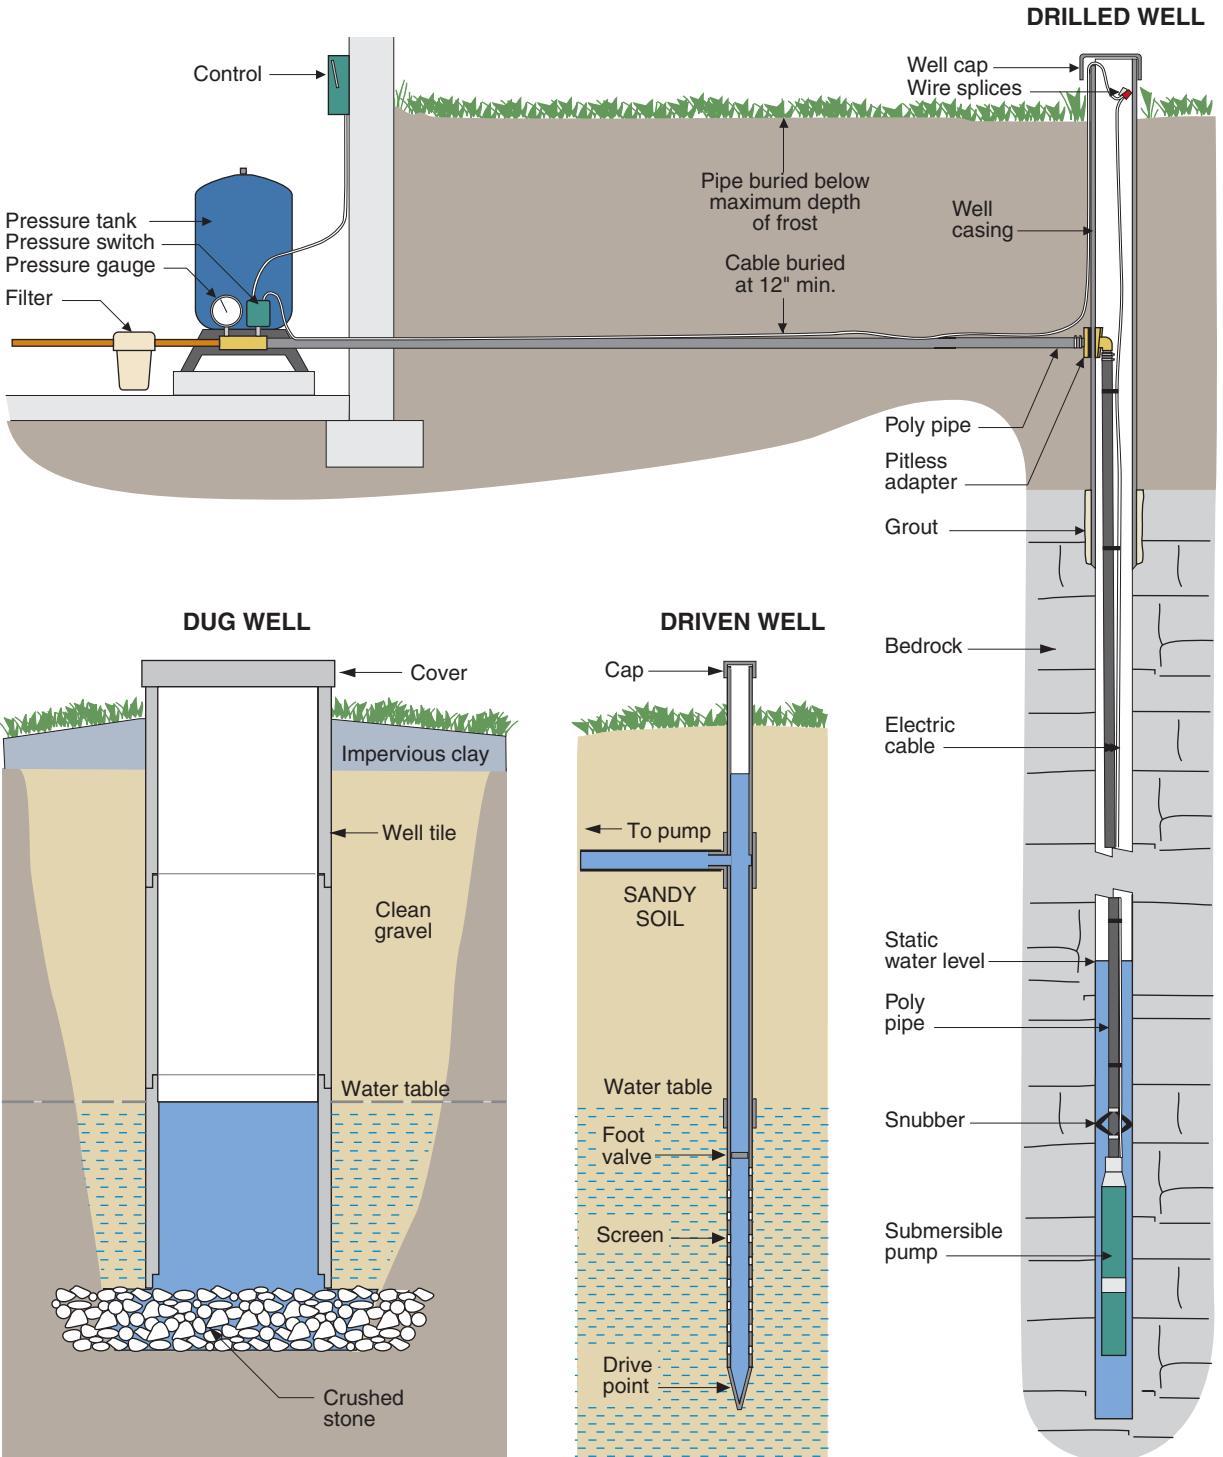 DRILLED WELL
Control
Well cap
Wire splices
Pipe buried below
maximum depth
of frost
Well
casing
Pressure tank
Pressure switch
Pressure gauge
Filter
Cable buried
at 12" min.
Poly pipe
Pitless
adapter
Grout
Bedrock
Electric
cable
Static
water level
Poly
pipe
Snubber
Submersible
pump
DUG WELL
Cover
Impervious clay
Well tile
Clean
gravel
Water table
Crushed
stone
DRIVEN WELL
Cap
To pump
SANDY
SOIL
Water table
Foot
valve
Screen
Drive
point